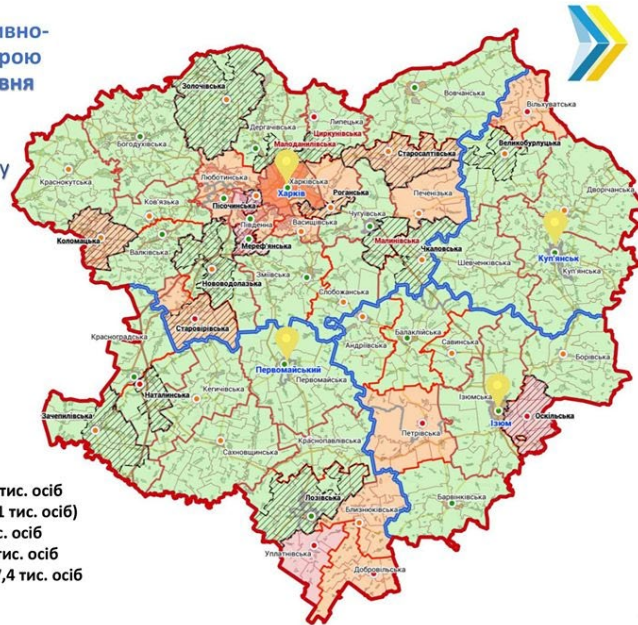 ивно-
рою
вня
у
Золочівська
Вовчанська
Вільхуватська
Дергачівська
Липецька
Циркунівська
Малоданилівська
Великобурлуцька
Богодухівська
Старосалтівська
Дворічанська
Краснокутська
Люботинська
Харківська
Харків
Роганська
Печенізька
Пісочинська
Ков'язька
Південна
Васищівська
Чугуївська
Коломацька
Валківська
Мереф'янська
Малинівська
Чкаловська
Шевченківська
Куп'янськ
Куп'янська
Нововодолазька
Зміївська
Слобожанська
Старовірівська
Красноградська
Андріївська
Балаклійська
Савинська
Борівська
Первомайський
Первомайська
Наталинська
Кегичівська
Ізюмська
Ізюм
Оскільська
Зачепилівська
Петрівська
Сахновщинська
Краснопавлівська
Барвінківська
Лозівська
Близнюківська
Уплатнівська
Добровільська
тис. осіб
1 тис. осіб)
с. осіб
тис. осіб
7,4 тис. осіб